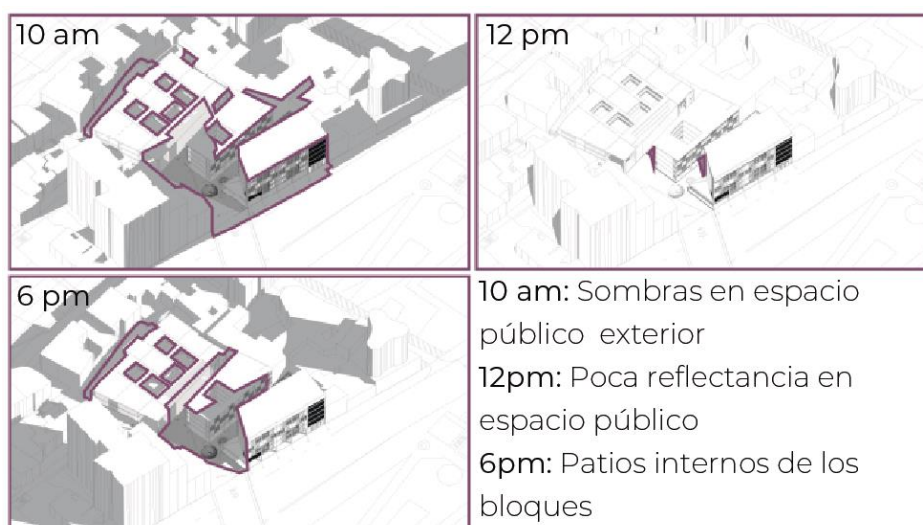 10 am
12 pm
6 pm
10 am: Sombras en espacio
público exterior
12pm: Poca reflectancia en
espacio público
6pm: Patios internos de los
bloques